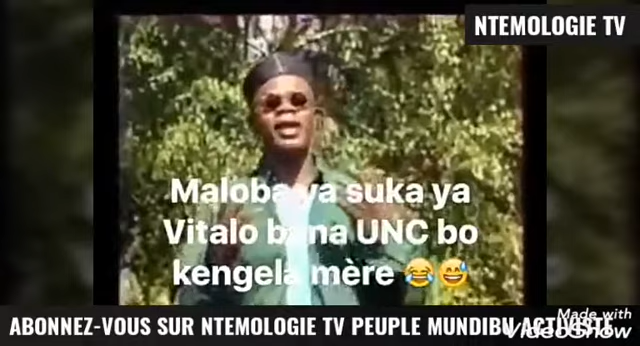 NTEMOLOGIE TV
Maloba ya suka ya
Vitalo bana UNC bo
kengela mère 😂😅
ABONNEZ-VOUS SUR NTEMOLOGIE TV PEUPLE MUNDIBU ACTIVISTE
Made with
VideoShow